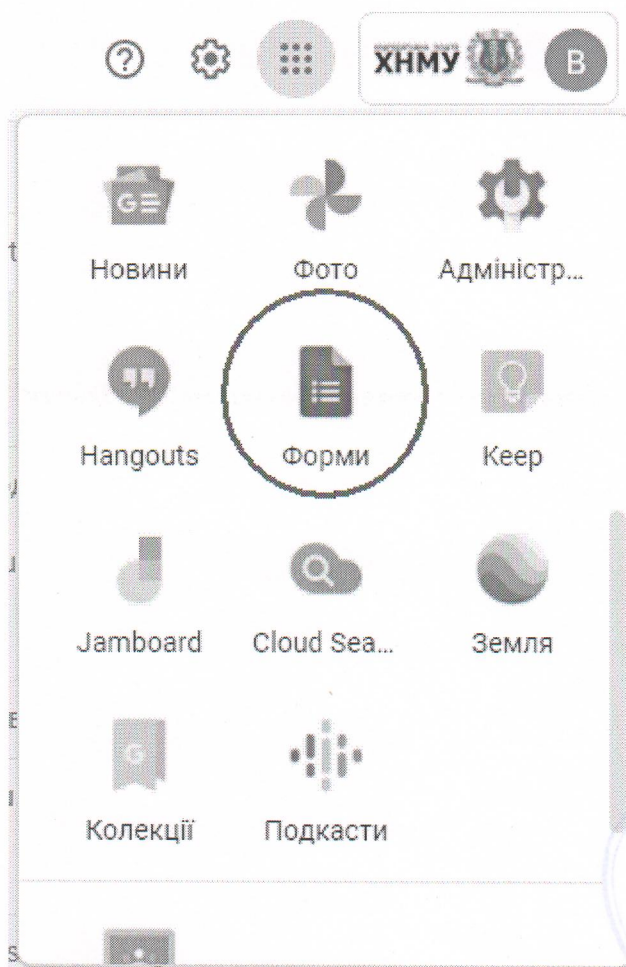 ХНМУ
В
Новини
Фото
Адміністр...
Hangouts
Форми
Keep
Jamboard
Cloud Sea...
Земля
Колекції
Подкасти